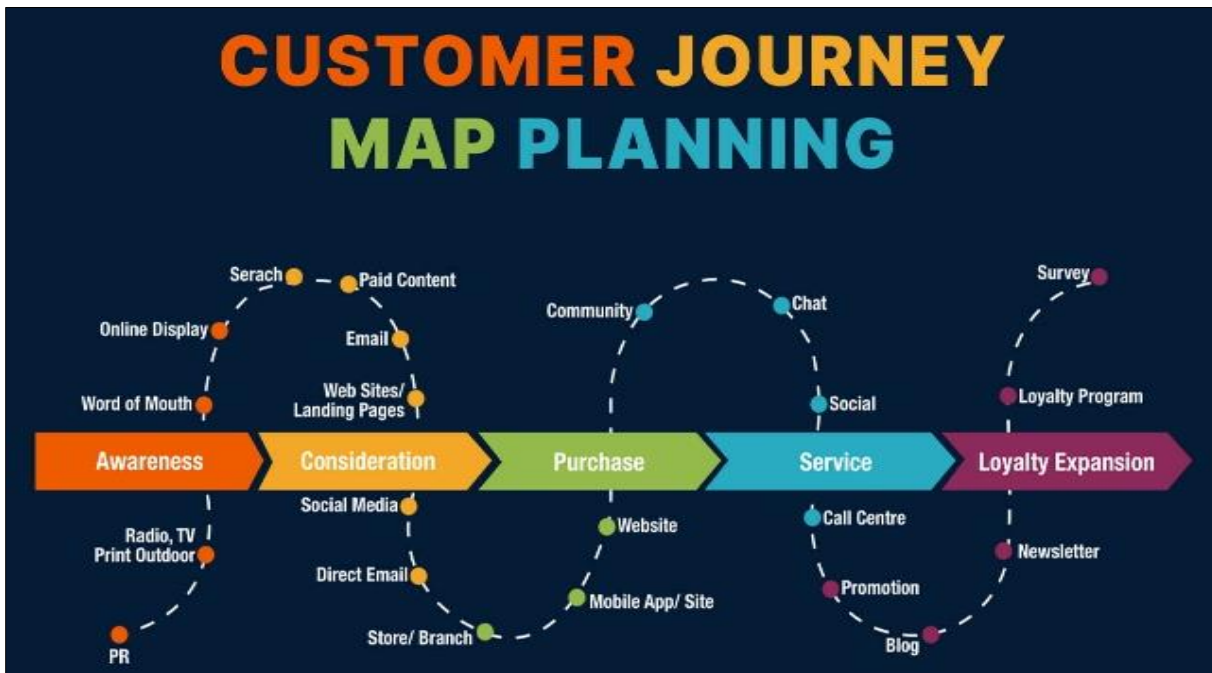 CUSTOMER JOURNEY
MAP PLANNING
Serach
Paid Content
Online Display
Email
Word of Mouth
Web Sites/
Landing Pages
Community
Chat
Social
Survey
Loyalty Program
Awareness
Consideration
Purchase
Service
Loyalty Expansion
Radio, TV
Print Outdoor
PR
Social Media
Direct Email
Store/ Branch
Website
Mobile App/ Site
Call Centre
Promotion
Blog
Newsletter